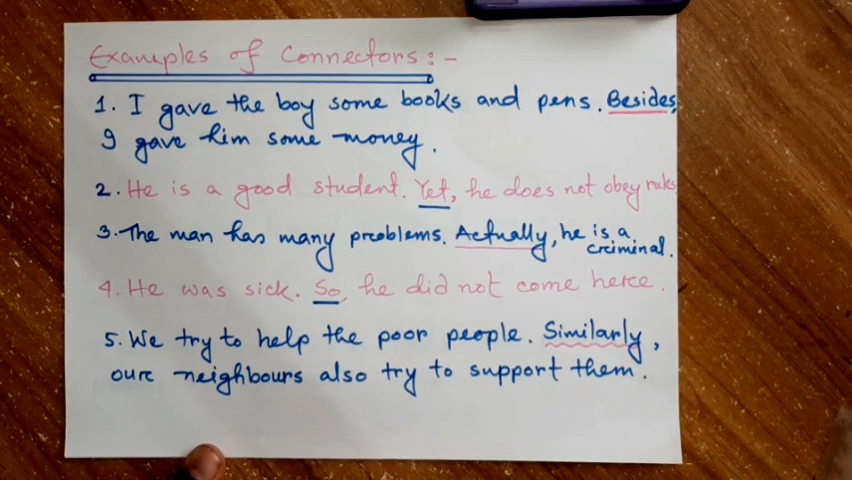 Examples of Connectors:-
1. I gave the boy some books and pens. Besides,
I gave him some money.
2. He is a good student. Yet, he does not obey rules
3. The man has many problems. Actually, he is a
criminal.
4. He was sick. So, he did not come here.
5. We try to help the poor people. Similarly,
our neighbours also try to support them.